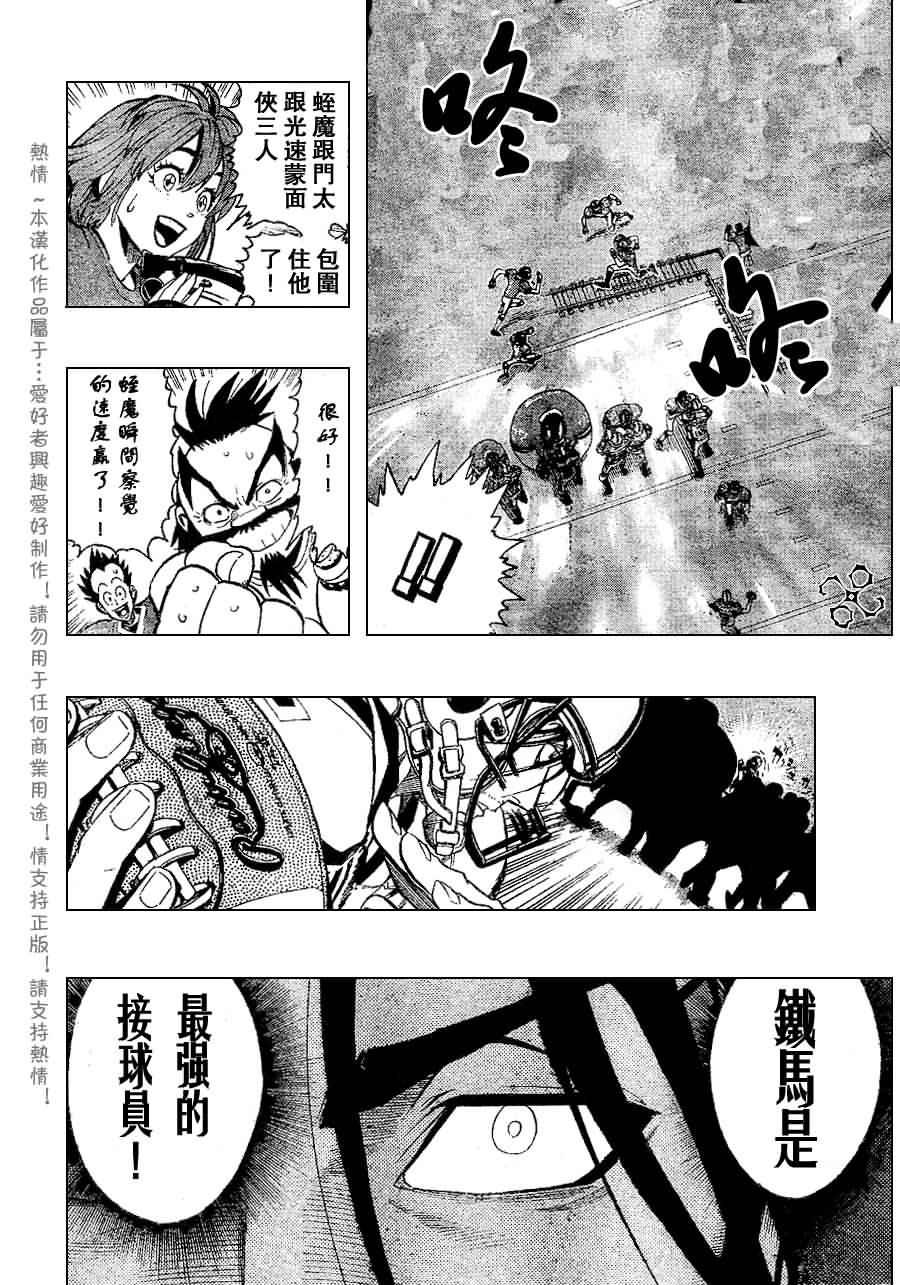 咚
咚
!!
蛭魔跟門太
跟光速蒙面
俠三人
包圍
住他
了！
很好!!
蛭魔瞬間察覺
的速度贏了!!
鐵馬是
最强的
接球員！
熱情~本漢化作品屬于…愛好者興趣愛好制作！請勿用于任何商業用途！情支持正版！請支持熱情！